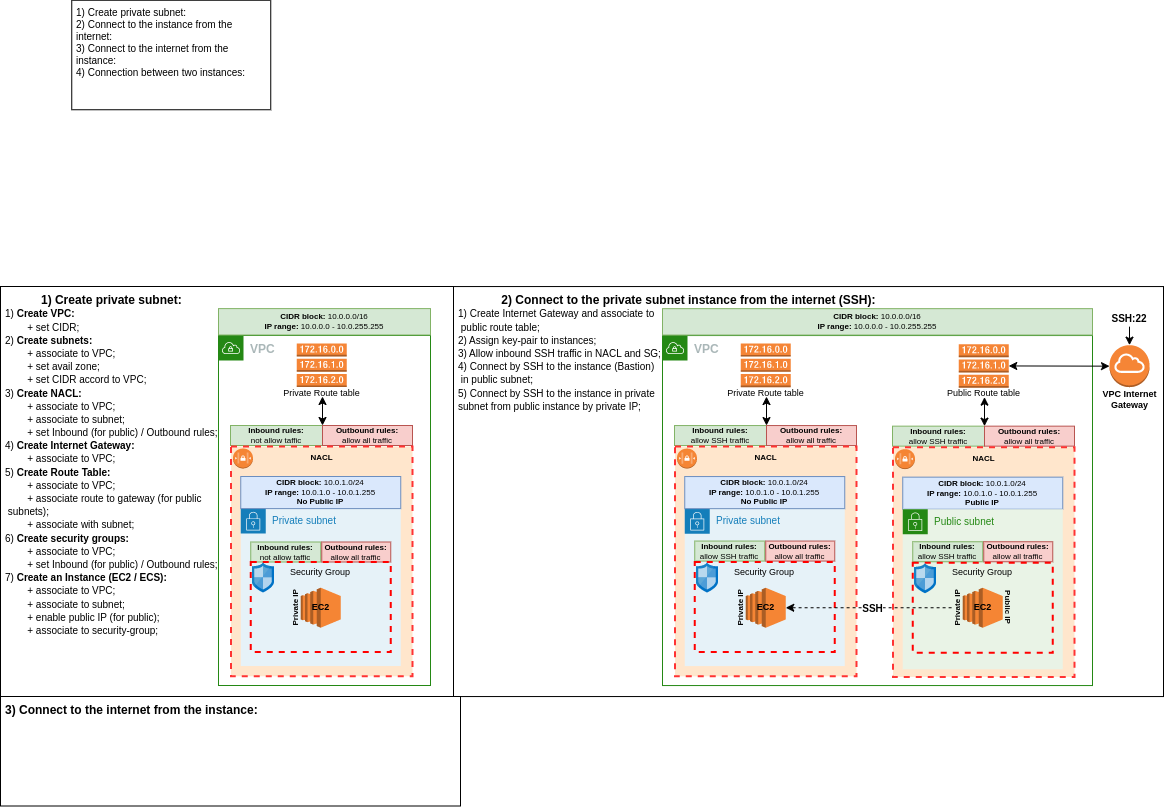 1) Create private subnet:
2) Connect to the instance from the
internet:
3) Connect to the internet from the
instance:
4) Connection between two instances:
1) Create private subnet:
1) Create VPC:
+ set CIDR;
2) Create subnets:
+ associate to VPC;
+ set avail zone;
+ set CIDR accord to VPC;
3) Create NACL:
+ associate to VPC;
+ associate to subnet;
+ set Inbound (for public) / Outbound rules;
4) Create Internet Gateway:
+ associate to VPC;
5) Create Route Table:
+ associate to VPC;
+ associate route to gateway (for public
subnets);
+ associate with subnet;
6) Create security groups:
+ associate to VPC;
+ set Inbound (for public) / Outbound rules;
7) Create an Instance (EC2 / ECS):
+ associate to VPC;
+ associate to subnet;
+ enable public IP (for public);
+ associate to security-group;
CIDR block: 10.0.0.0/16
IP range: 10.0.0.0 - 10.0.255.255
VPC
172.16.0.0
172.16.1.0
172.16.2.0
Private Route table
Inbound rules:
not allow taffic
Outbound rules:
allow all traffic
NACL
CIDR block: 10.0.1.0/24
IP range: 10.0.1.0 - 10.0.1.255
No Public IP
Private subnet
Inbound rules:
not allow traffic
Outbound rules:
allow all traffic
Security Group
Private IP
EC2
2) Connect to the private subnet instance from the internet (SSH):
1) Create Internet Gateway and associate to
public route table;
2) Assign key-pair to instances;
3) Allow inbound SSH traffic in NACL and SG;
4) Connect by SSH to the instance (Bastion)
in public subnet;
5) Connect by SSH to the instance in private
subnet from public instance by private IP;
CIDR block: 10.0.0.0/16
IP range: 10.0.0.0 - 10.0.255.255
VPC
172.16.0.0
172.16.1.0
172.16.2.0
Private Route table
Inbound rules:
allow SSH traffic
Outbound rules:
allow all traffic
NACL
CIDR block: 10.0.1.0/24
IP range: 10.0.1.0 - 10.0.1.255
No Public IP
Private subnet
Inbound rules:
allow SSH traffic
Outbound rules:
allow all traffic
Security Group
Private IP
EC2
SSH
172.16.0.0
172.16.1.0
172.16.2.0
Public Route table
Inbound rules:
allow SSH traffic
Outbound rules:
allow all traffic
NACL
CIDR block: 10.0.1.0/24
IP range: 10.0.1.0 - 10.0.1.255
Public IP
Public subnet
Inbound rules:
allow SSH traffic
Outbound rules:
allow all traffic
Security Group
Private IP
EC2
Public IP
SSH:22
VPC Internet
Gateway
3) Connect to the internet from the instance: